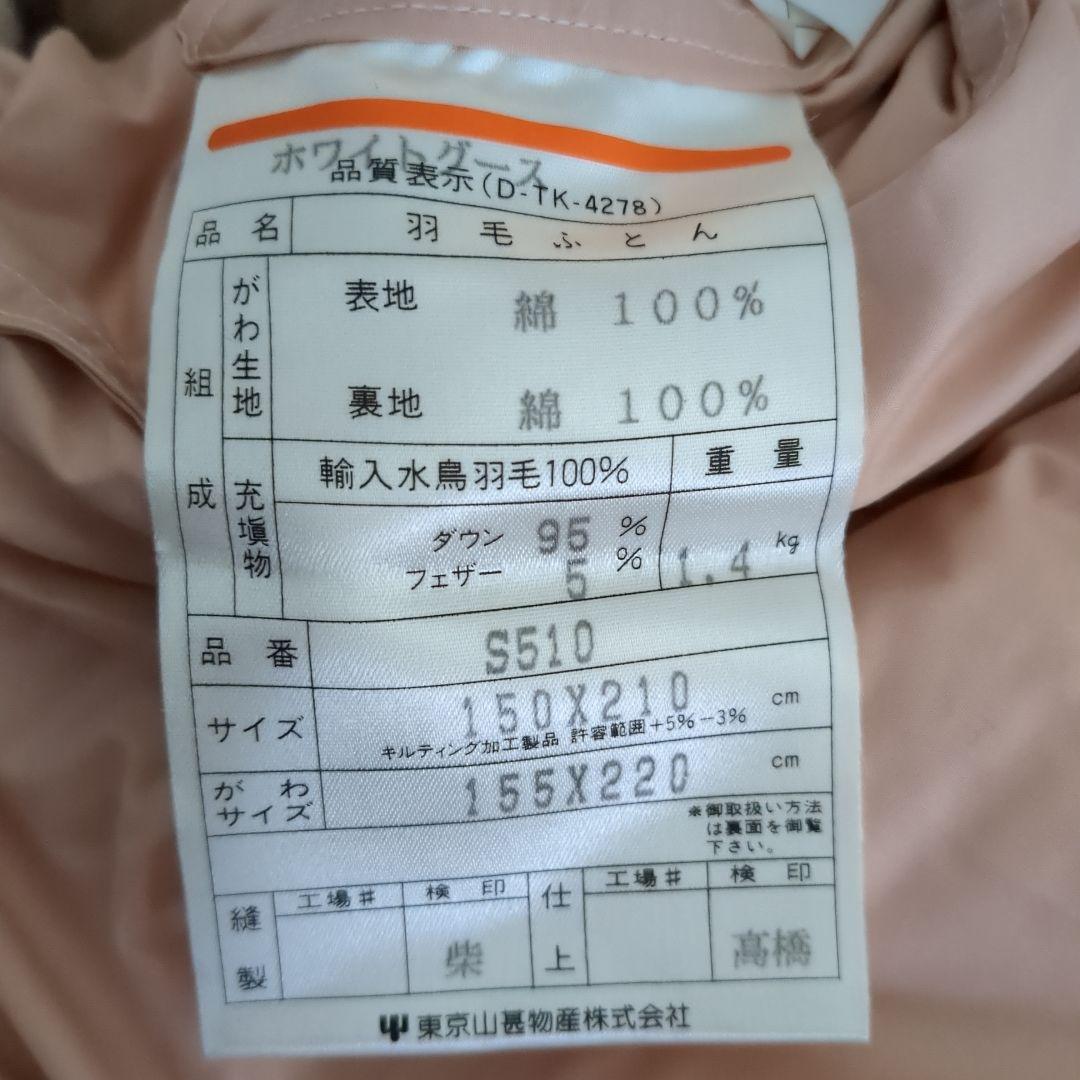 ホワイトグース
品質表示(D-TK-4278)
品名 羽毛ふとん
組成
がわ生地
表地 綿 100%
裏地 綿 100%
充塡物
輸入水鳥羽毛100% 重量
ダウン 95 %
フェザー 5 % 1.4 kg
品番 S510
サイズ 150X210 cm
キルティング加工製品 許容範囲+5%-3%
がわサイズ 155X220 cm
※御取扱い方法
は裏面を御覧
下さい。
縫製 工場# 検印 仕上 工場# 検印
柴 高橋
東京山甚物産株式会社